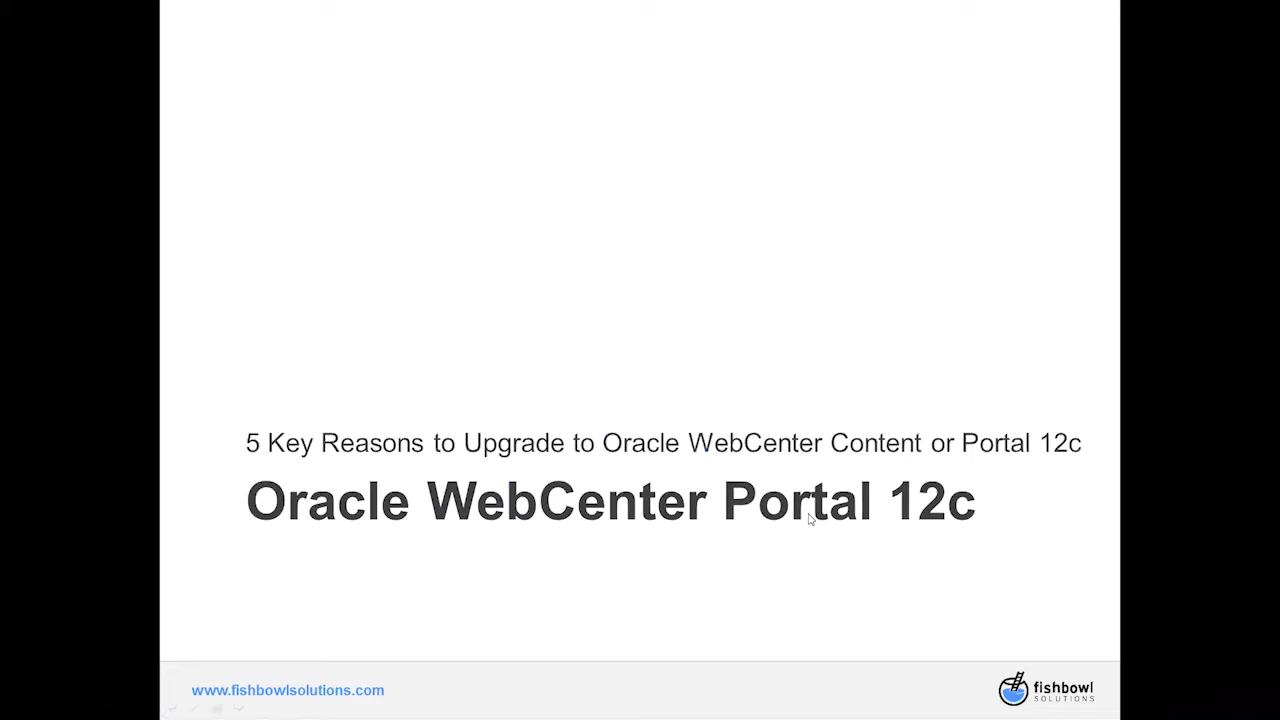 5 Key Reasons to Upgrade to Oracle WebCenter Content or Portal 12c
Oracle WebCenter Portal 12c
www.fishbowlsolutions.com
fishbowl
SOLUTIONS